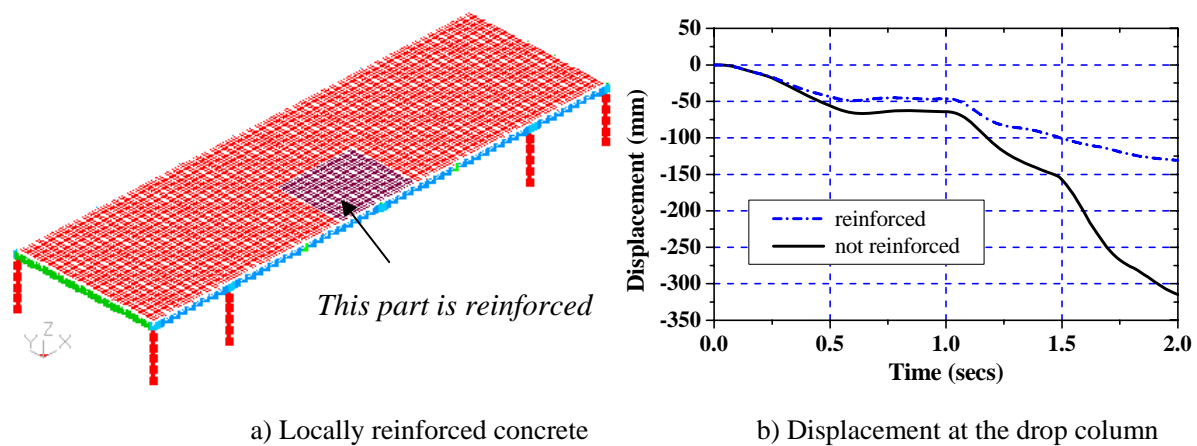 This part is reinforced
Z
Y X
a) Locally reinforced concrete
50
0
-50
-100
-150
-200
-250
-300
-350
Displacement (mm)
reinforced
not reinforced
0.0 0.5 1.0 1.5 2.0
Time (secs)
b) Displacement at the drop column